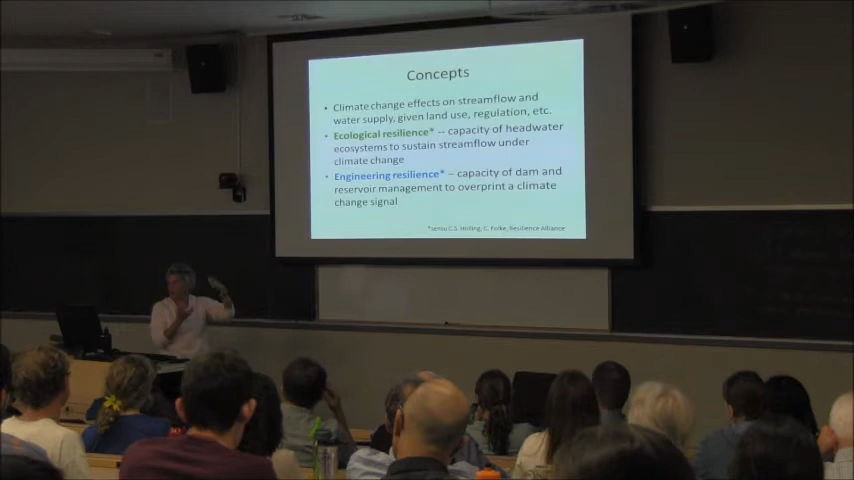 Concepts
• Climate change effects on streamflow and
water supply, given land use, regulation, etc.
• Ecological resilience* -- capacity of headwater
ecosystems to sustain streamflow under
climate change
• Engineering resilience* – capacity of dam and
reservoir management to overprint a climate
change signal
*sensu C.S. Holling, C. Folke, Resilience Alliance